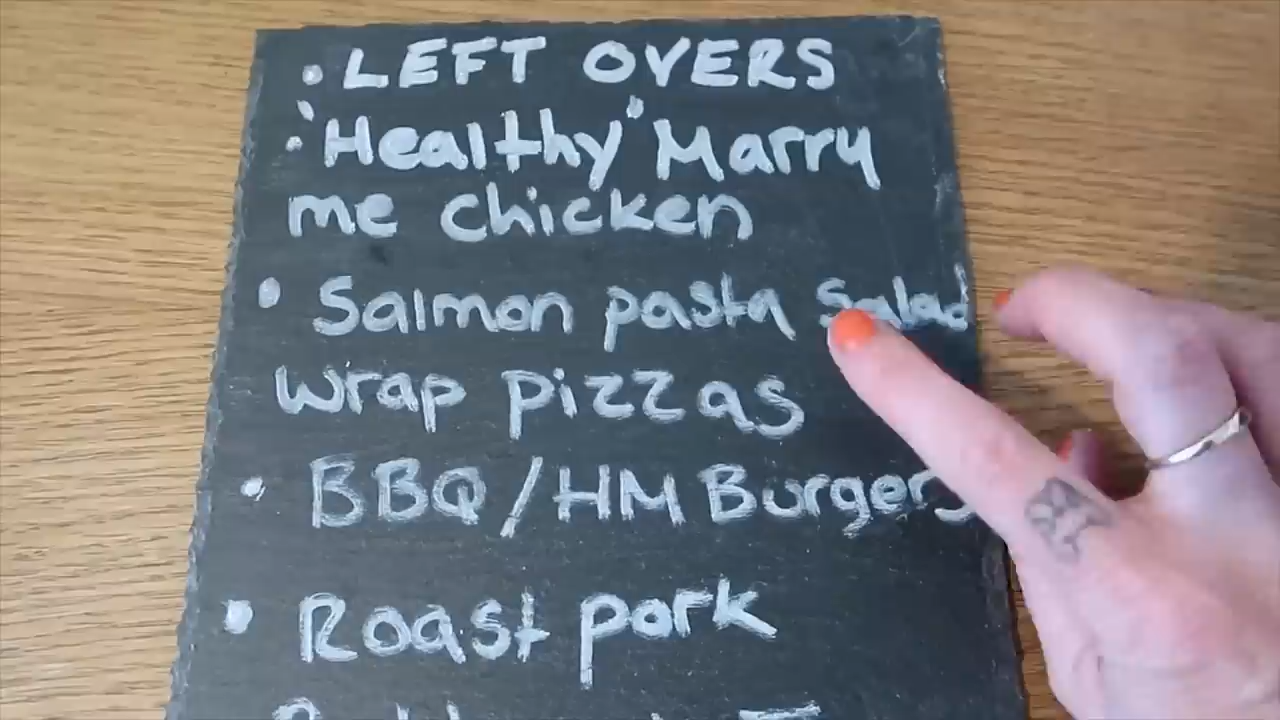 • LEFT OVERS
• 'Healthy' Marry
me chicken
• Salmon pasta Salad
wrap pizzas
• BBQ / HM Burgers
• Roast pork